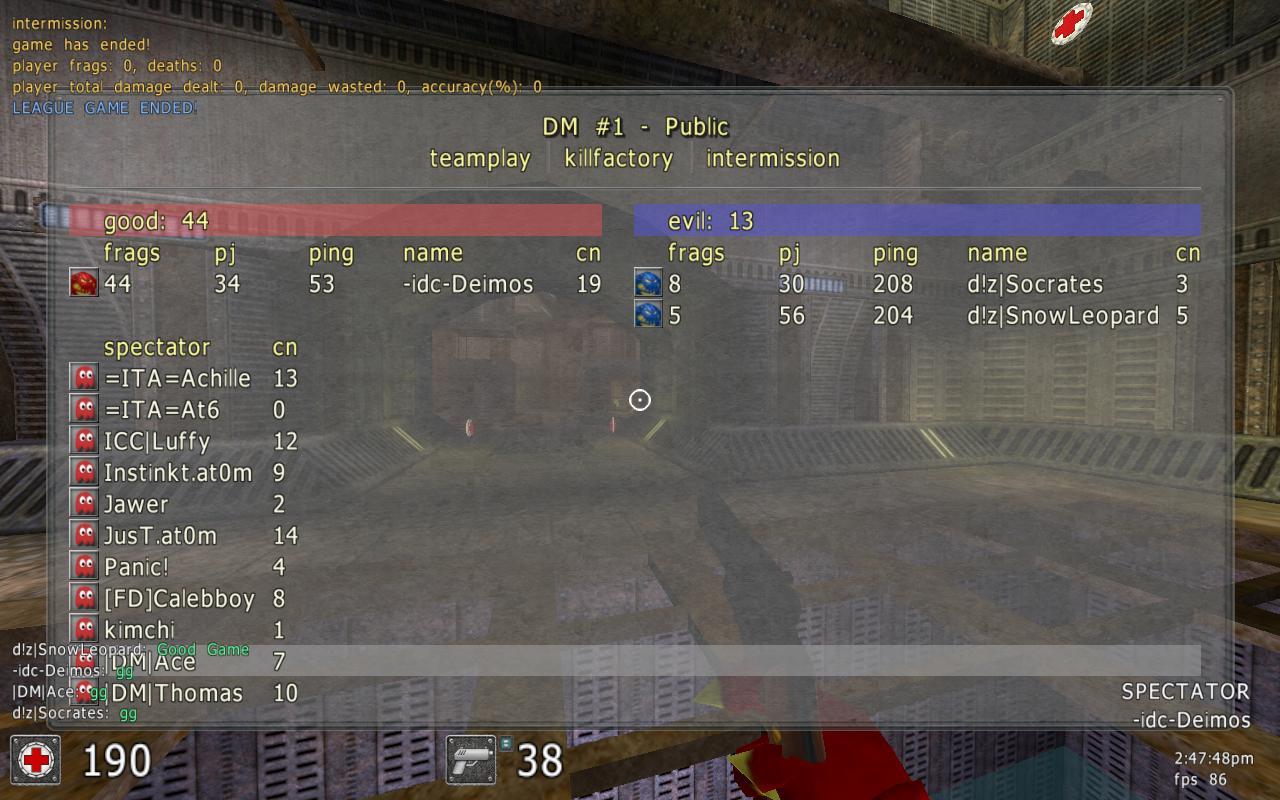 intermission:
game has ended!
player frags: 0, deaths: 0
player total damage dealt: 0, damage wasted: 0, accuracy(%): 0
LEAGUE GAME ENDED!
DM #1 - Public
teamplay killfactory intermission
good: 44
frags pj ping name cn
44 34 53 -idc-Deimos 19
evil: 13
frags pj ping name cn
8 30 208 d!z|Socrates 3
5 56 204 d!z|SnowLeopard 5
spectator cn
=ITA=Achille 13
=ITA=At6 0
ICC|Luffy 12
Instinkt.at0m 9
Jawer 2
JusT.at0m 14
Panic! 4
[FD]Calebboy 8
kimchi 1
|DM|Ace 7
|DM|Thomas 10
d!z|SnowLeopard: Good Game
-idc-Deimos: gg
|DM|Ace: gg
d!z|Socrates: gg
SPECTATOR
-idc-Deimos
190
38
2:47:48pm
fps 86